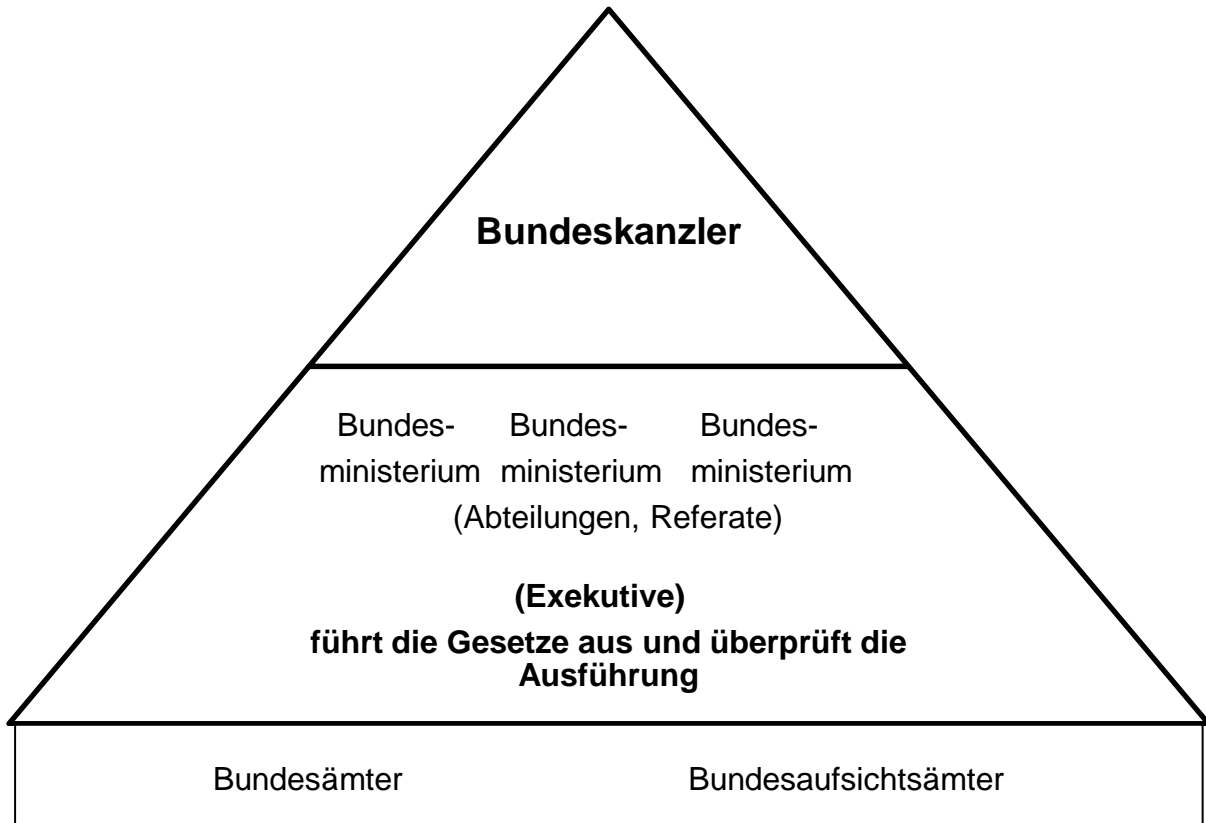 Bundeskanzler
Bundes- Bundes- Bundes-
ministerium ministerium ministerium
(Abteilungen, Referate)
(Exekutive)
führt die Gesetze aus und überprüft die
Ausführung
Bundesämter Bundesaufsichtsämter